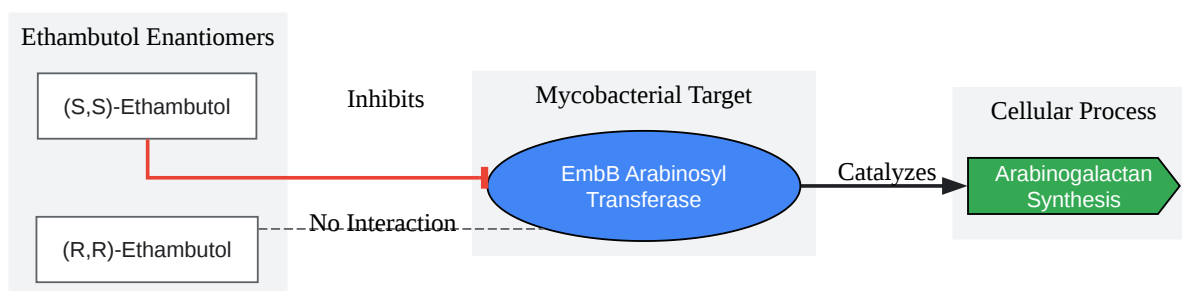 Ethambutol Enantiomers
(S,S)-Ethambutol
Inhibits
Mycobacterial Target
Cellular Process
EmbB Arabinosyl
Transferase
Catalyzes
Arabinogalactan
Synthesis
No Interaction
(R,R)-Ethambutol